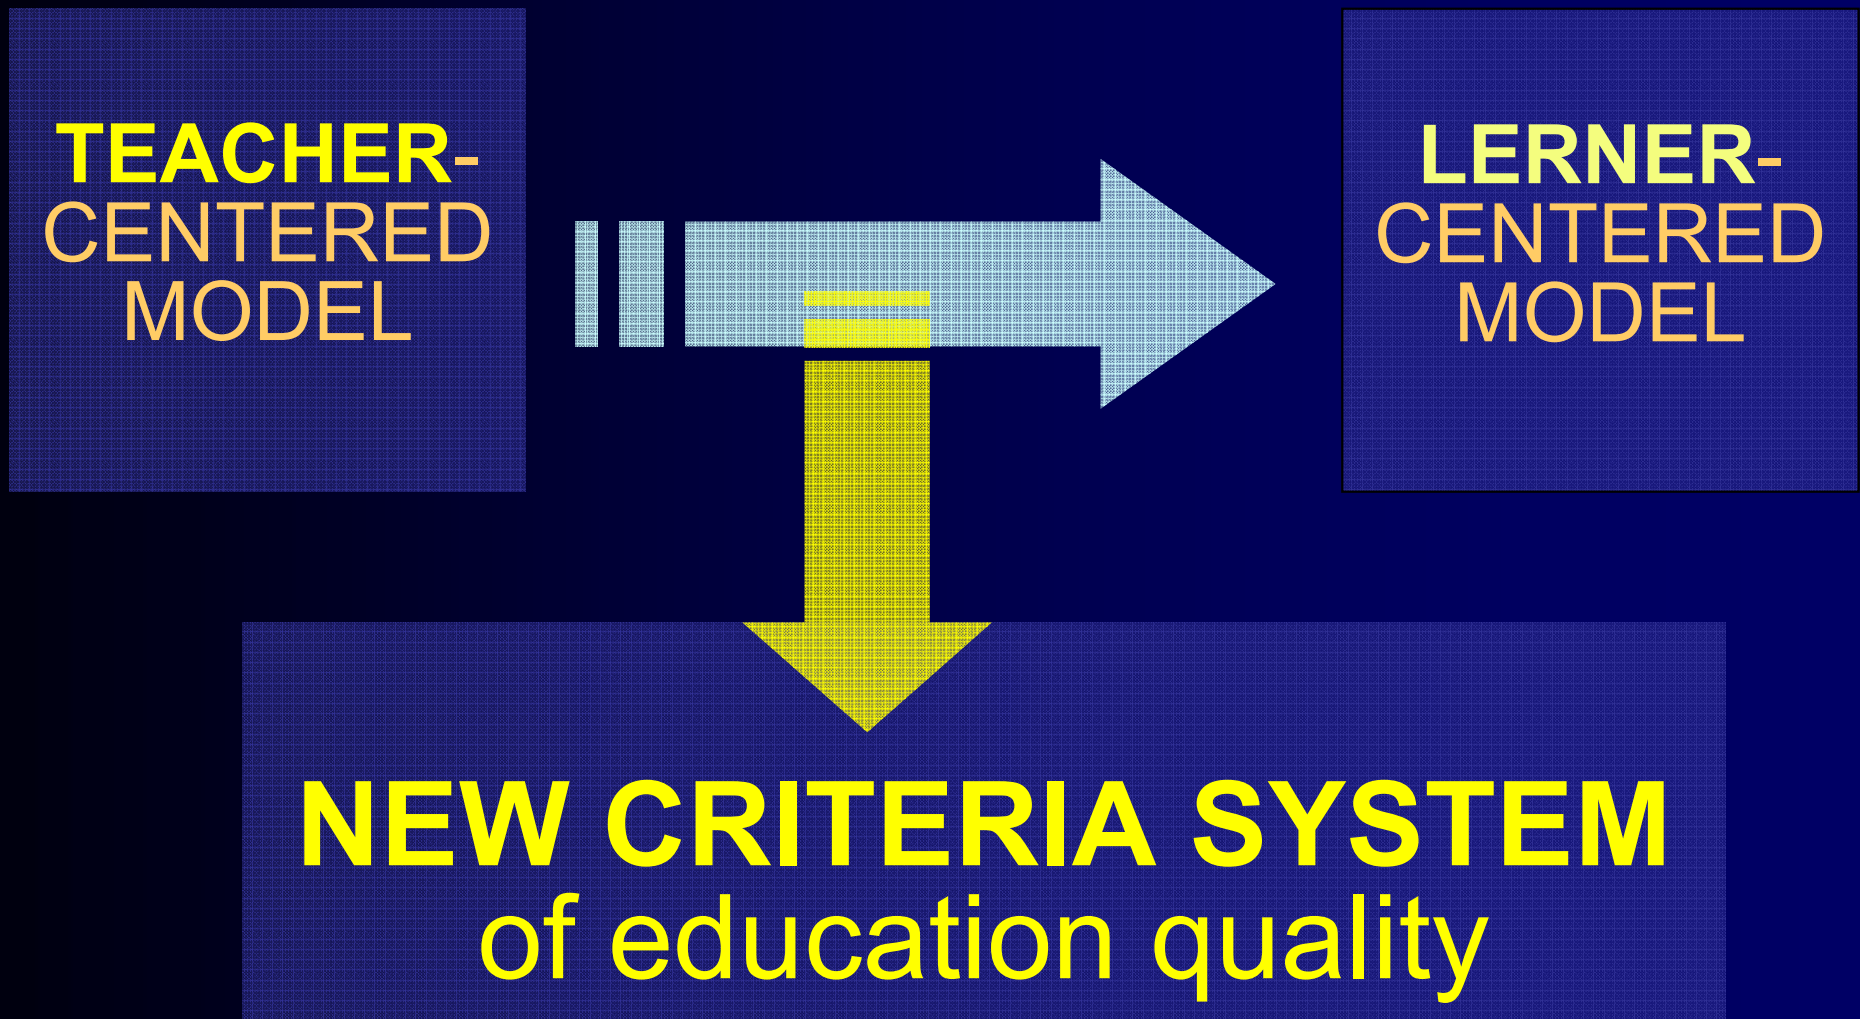 TEACHER-
CENTERED
MODEL
LERNER-
CENTERED
MODEL
NEW CRITERIA SYSTEM
of education quality